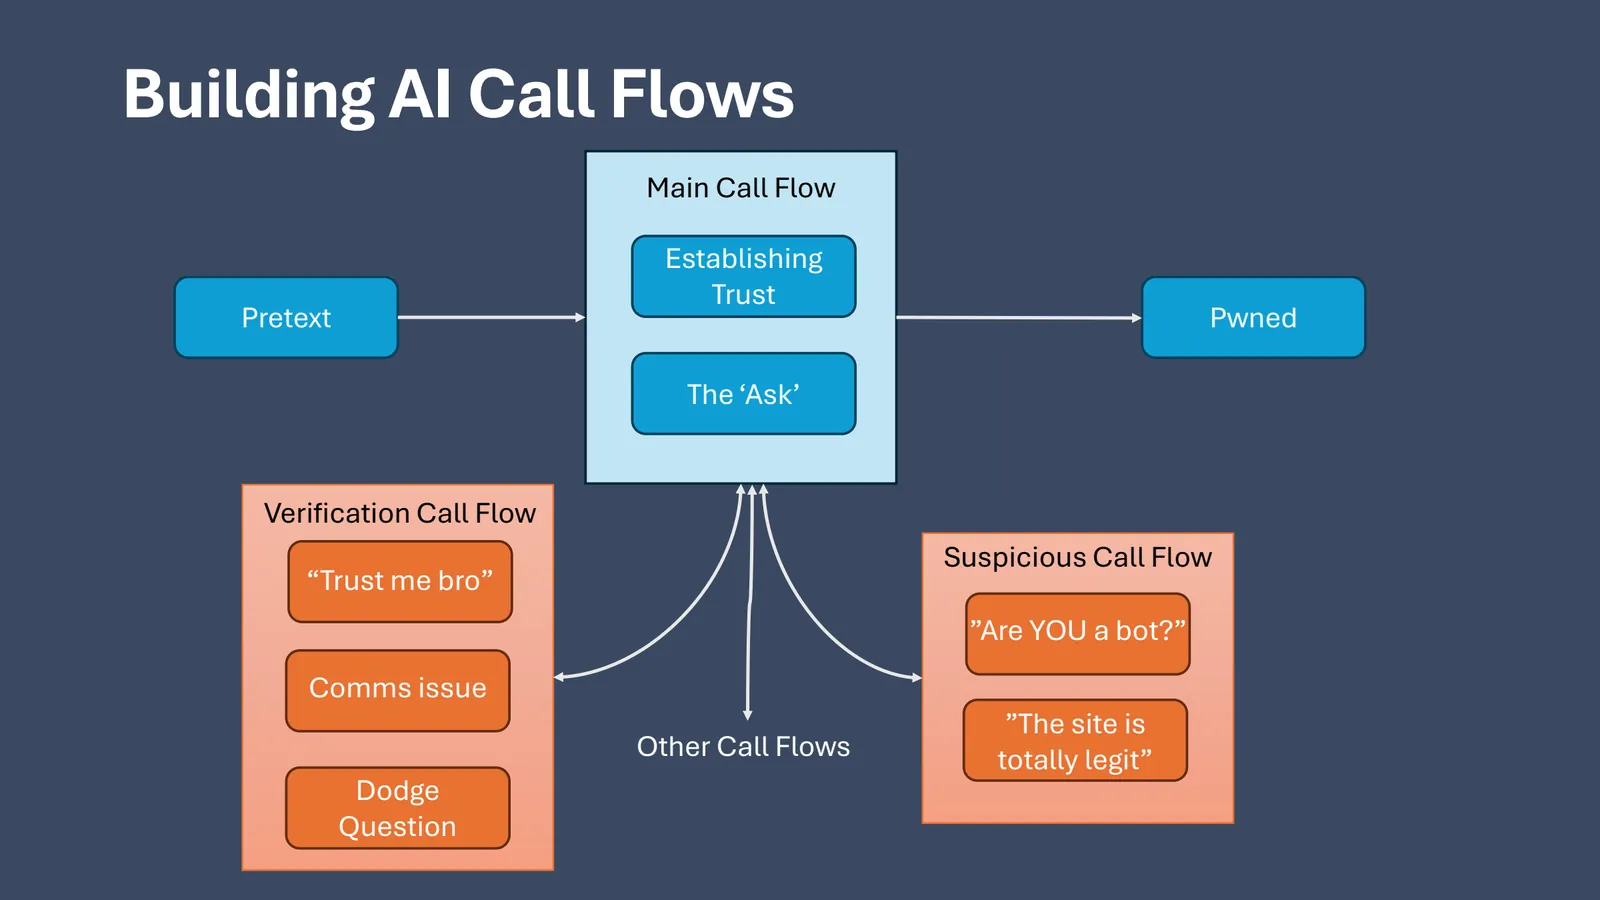 Building AI Call Flows
Main Call Flow
Establishing
Trust
The ‘Ask’
Pretext
Pwned
Verification Call Flow
“Trust me bro”
Comms issue
Dodge
Question
Other Call Flows
Suspicious Call Flow
”Are YOU a bot?”
”The site is
totally legit”